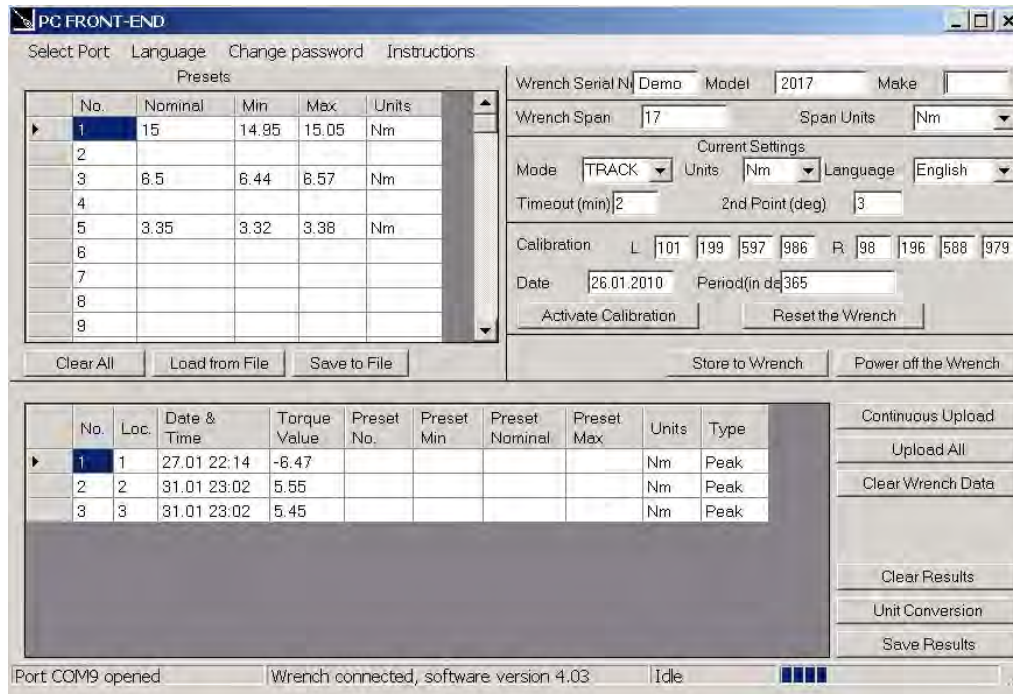 PC FRONT-END
Select Port Language Change password Instructions
Presets
No. Nominal Min Max Units
1 15 14.95 15.05 Nm
2
3 6.5 6.44 6.57 Nm
4
5 3.35 3.32 3.38 Nm
6
7
8
9
Clear All Load from File Save to File
Wrench Serial N Demo Model 2017 Make
Wrench Span 17 Span Units Nm
Current Settings
Mode TRACK Units Nm Language English
Timeout (min) 2 2nd Point (deg) 3
Calibration L 101 199 597 986 R 98 196 588 979
Date 26.01.2010 Period(in da 365
Activate Calibration Reset the Wrench
Store to Wrench Power off the Wrench
No. Loc. Date & Time Torque Value Preset No. Preset Min Preset Nominal Preset Max Units Type
1 1 27.01 22:14 -6.47 Nm Peak
2 2 31.01 23:02 5.55 Nm Peak
3 3 31.01 23:02 5.45 Nm Peak
Continuous Upload
Upload All
Clear Wrench Data
Clear Results
Unit Conversion
Save Results
Port COM9 opened Wrench connected, software version 4.03 Idle